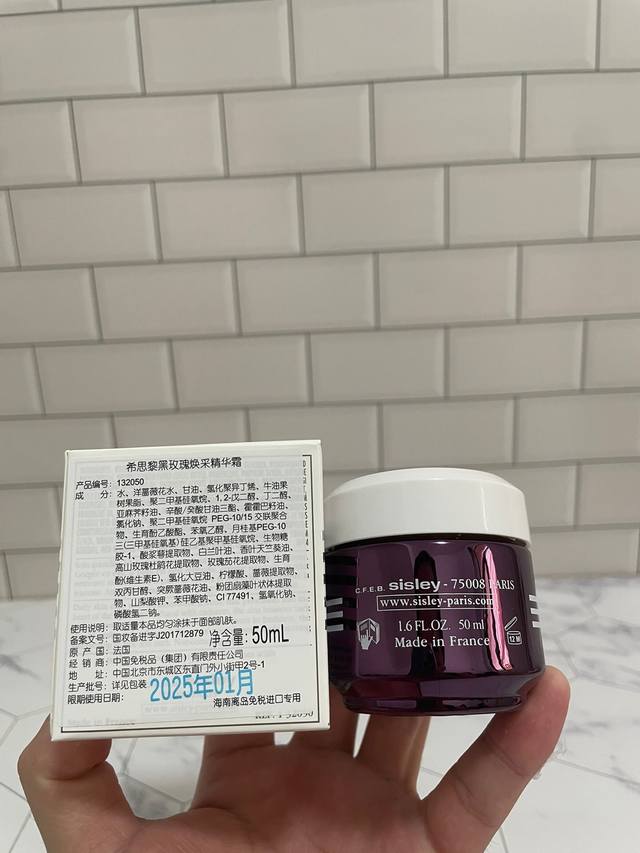 希思黎黑玫瑰焕采精华霜
产品编号: 132050
成 分: 水、洋蔷薇花水、甘油、氢化聚异丁烯、牛油果
树果脂、聚二甲基硅氧烷、1,2-戊二醇、丁二醇、
亚麻荠籽油、辛酸/癸酸甘油三酯、霍霍巴籽油、
氯化钠、聚二甲基硅氧烷 PEG-10/15 交联聚合
物、生育酚乙酸酯、苯氧乙醇、月桂基PEG-10
三(三甲基硅氧基)硅乙基聚甲基硅氧烷、生物糖
胶-1、酸浆萼提取物、白兰叶油、香叶天竺葵油、
高山玫瑰杜鹃花提取物、玫瑰茄花提取物、生育
酚(维生素E)、氢化大豆油、柠檬酸、蔷薇提取物、
双丙甘醇、突厥蔷薇花油、粉团扇藻叶状体提取
物、山梨酸钾、苯甲酸钠、CI 77491、氢氧化钠、
磷酸氢二钠。
使用说明: 取适量本品均匀涂抹于面部肌肤。
备案文号: 国妆备进字J201712879 净含量: 50mL
原 产 国: 法国
经 销 商: 中国免税品（集团）有限责任公司
地 址: 中国北京市东城区东直门外小街甲2号-1
生产批号: 详见包装
限期使用日期: 2025年01月
海南离岛免税进口专用
C.F.E.B. sisley - 75008 PARIS
www.sisley-paris.com
1.6 FL.OZ. 50 ml
Made in France
12 M